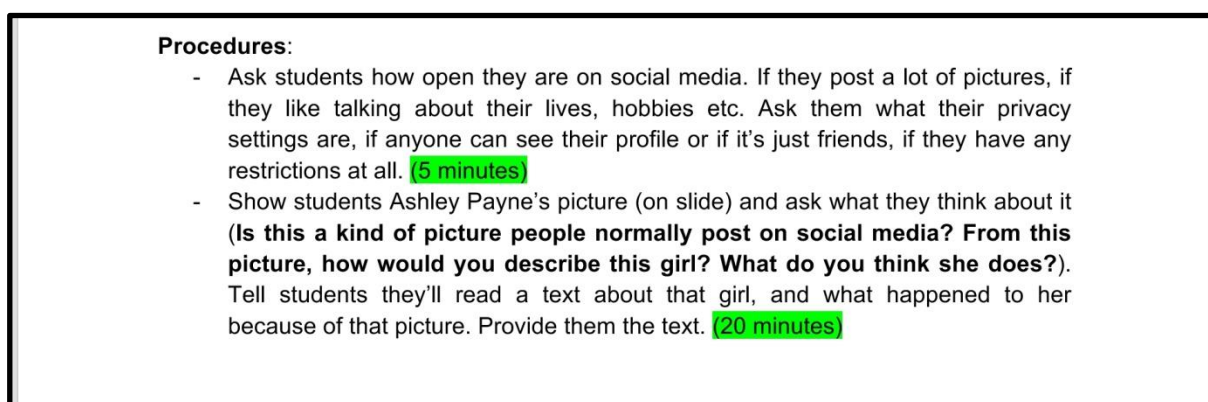 Procedures:
- Ask students how open they are on social media. If they post a lot of pictures, if
they like talking about their lives, hobbies etc. Ask them what their privacy
settings are, if anyone can see their profile or if it's just friends, if they have any
restrictions at all. (5 minutes)
- Show students Ashley Payne's picture (on slide) and ask what they think about it
(Is this a kind of picture people normally post on social media? From this
picture, how would you describe this girl? What do you think she does?).
Tell students they'll read a text about that girl, and what happened to her
because of that picture. Provide them the text. (20 minutes)